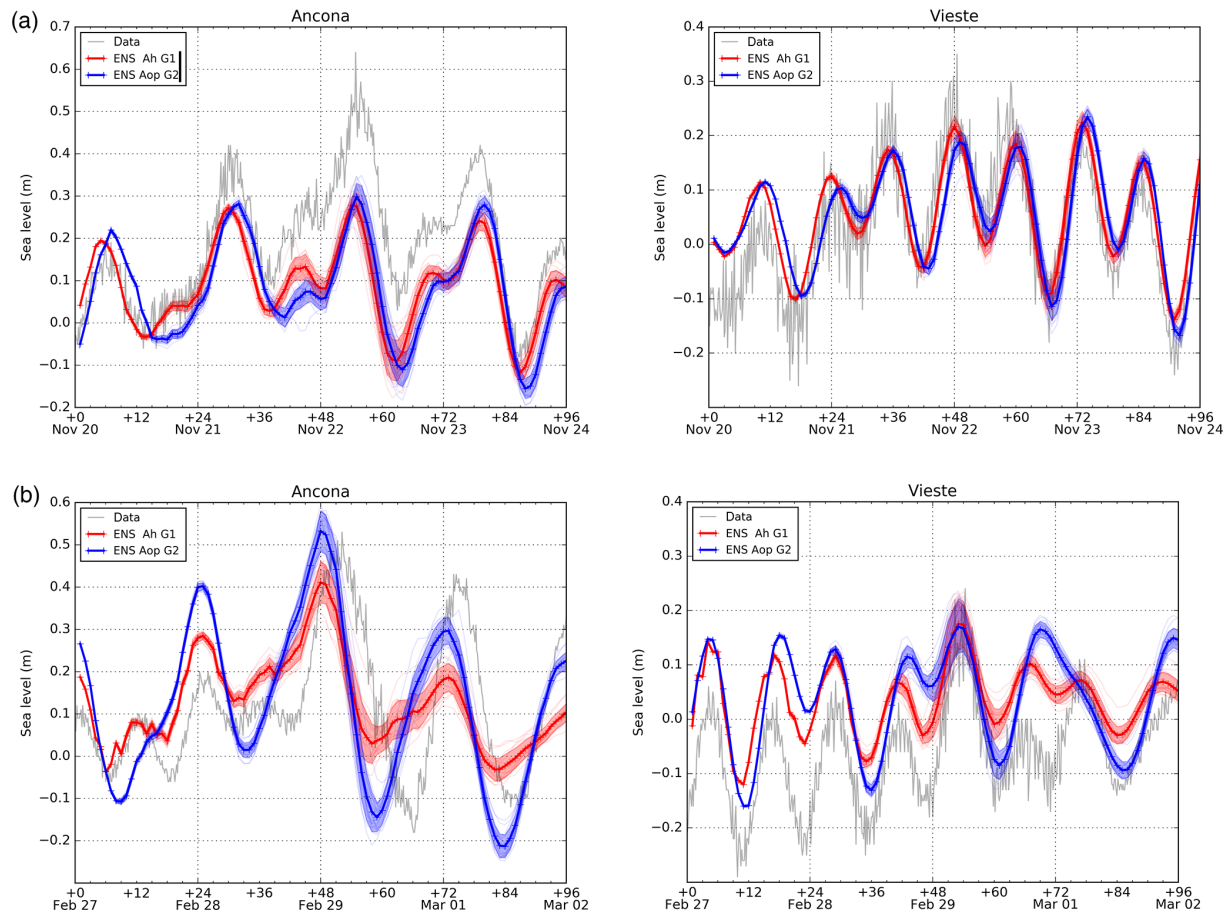 (a)
Ancona
Sea level (m)
0.7
0.6
0.5
0.4
0.3
0.2
0.1
0.0
−0.1
−0.2
Data
ENS Ah G1
ENS Aop G2
+0 +12 +24 +36 +48 +60 +72 +84 +96
Nov 20 Nov 21 Nov 22 Nov 23 Nov 24
Vieste
Sea level (m)
0.4
0.3
0.2
0.1
0.0
−0.1
−0.2
Data
ENS Ah G1
ENS Aop G2
+0 +12 +24 +36 +48 +60 +72 +84 +96
Nov 20 Nov 21 Nov 22 Nov 23 Nov 24
(b)
Ancona
Sea level (m)
0.6
0.5
0.4
0.3
0.2
0.1
0.0
−0.1
−0.2
Data
ENS Ah G1
ENS Aop G2
+0 +12 +24 +36 +48 +60 +72 +84 +96
Feb 27 Feb 28 Feb 29 Mar 01 Mar 02
Vieste
Sea level (m)
0.4
0.3
0.2
0.1
0.0
−0.1
−0.2
Data
ENS Ah G1
ENS Aop G2
+0 +12 +24 +36 +48 +60 +72 +84 +96
Feb 27 Feb 28 Feb 29 Mar 01 Mar 02